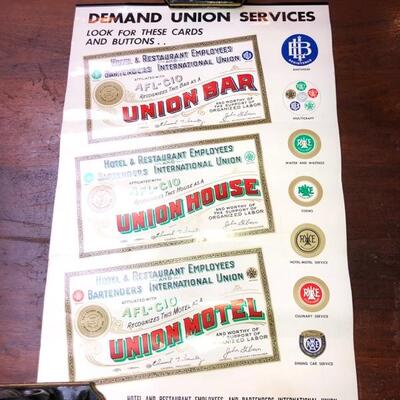 DEMAND UNION SERVICES
LOOK FOR THESE CARDS
AND BUTTONS..
HOTEL & RESTAURANT EMPLOYEES
AND
BARTENDERS INTERNATIONAL UNION
AFFILIATED WITH
AFL-CIO
RECOGNIZES THIS BAR AS A
UNION BAR
AND WORTHY OF
THE SUPPORT OF
ORGANIZED LABOR
HOTEL & RESTAURANT EMPLOYEES
AND
BARTENDERS INTERNATIONAL UNION
AFFILIATED WITH
AFL-CIO
RECOGNIZES THIS HOUSE AS A
UNION HOUSE
AND WORTHY OF
THE SUPPORT OF
ORGANIZED LABOR
HOTEL & RESTAURANT EMPLOYEES
AND
BARTENDERS INTERNATIONAL UNION
AFFILIATED WITH
AFL-CIO
RECOGNIZES THIS MOTEL AS A
UNION MOTEL
AND WORTHY OF
THE SUPPORT OF
ORGANIZED LABOR
BARTENDER
MULTICRAFT
WAITER AND WAITRESS
COOKS
HOTEL-MOTEL SERVICE
CULINARY SERVICE
DINING CAR SERVICE
HOTEL AND RESTAURANT EMPLOYEES AND BARTENDERS INTERNATIONAL UNION